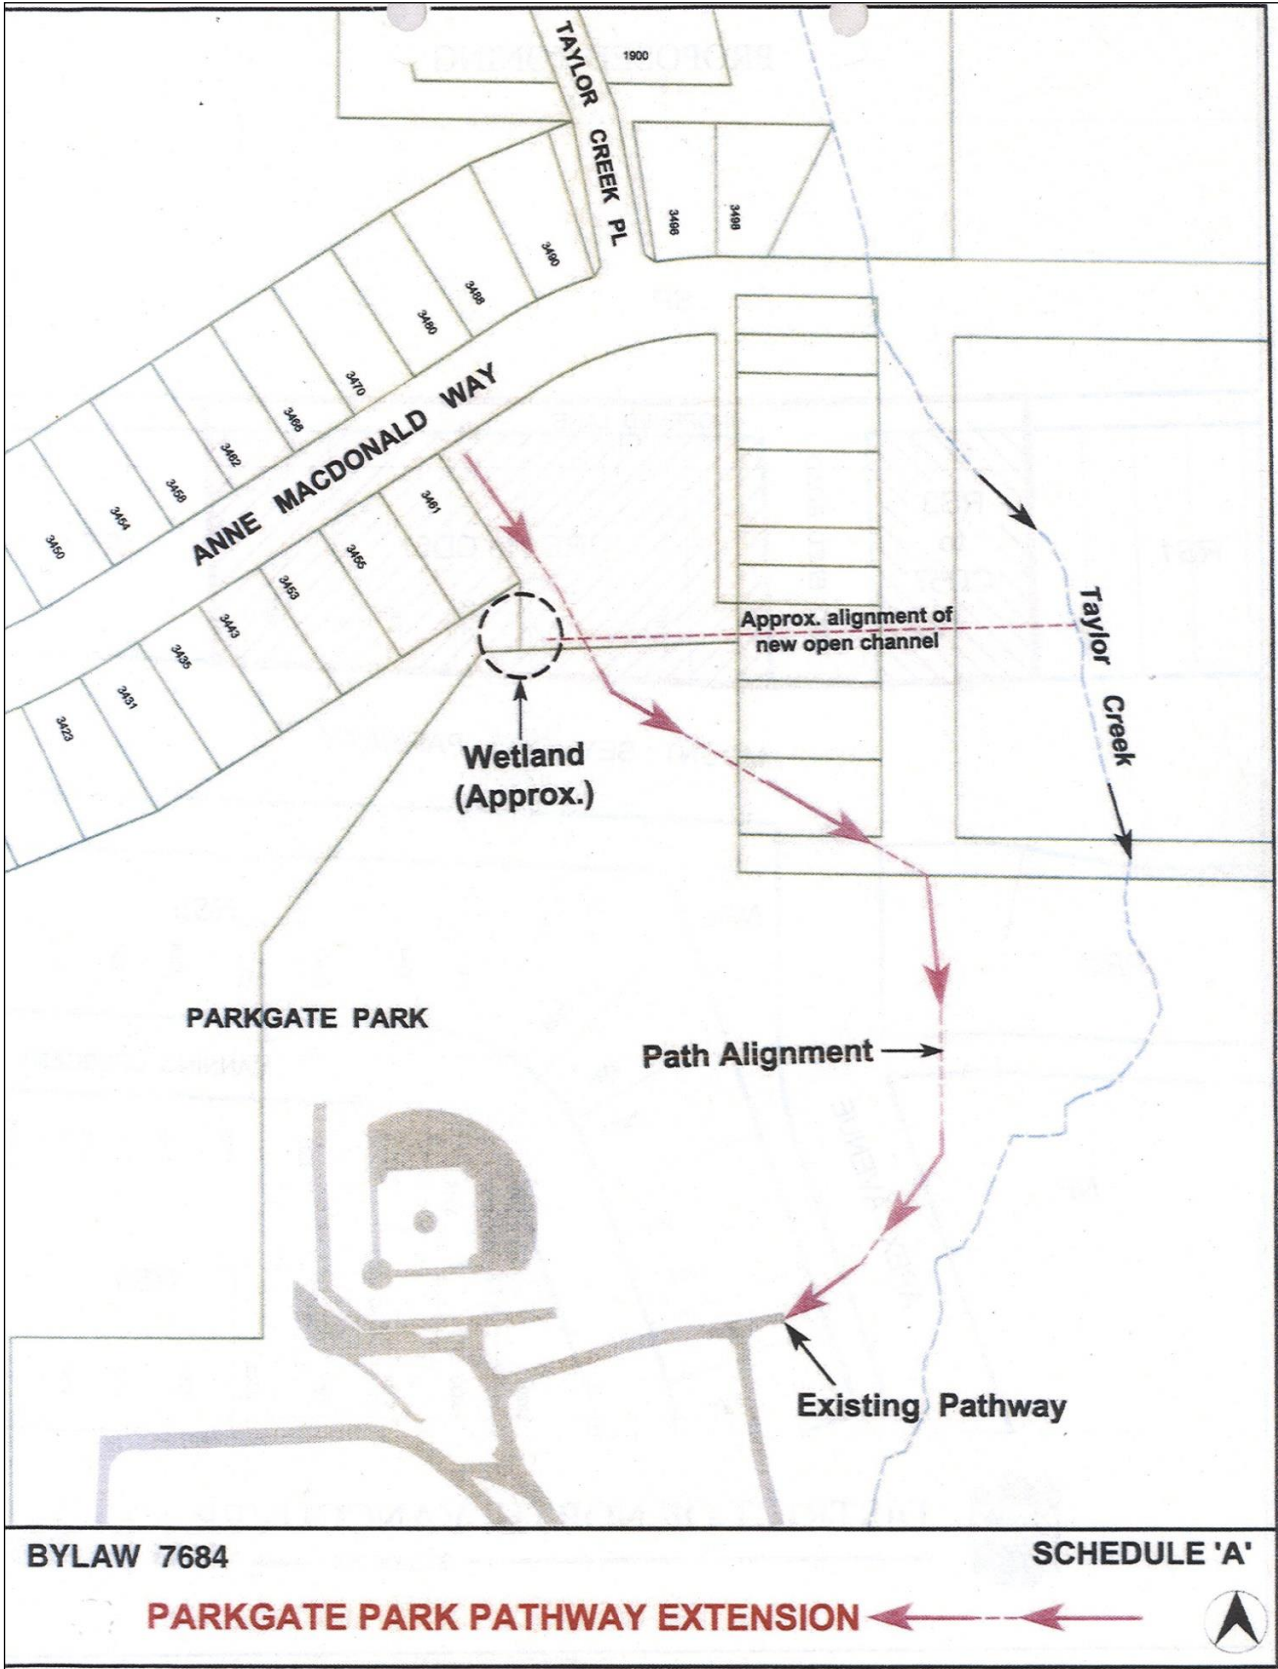 1900
TAYLOR CREEK PL
3496
3498
3490
3488
3480
3470
3466
3462
3458
3454
3450
ANNE MACDONALD WAY
3461
3455
3453
3443
3435
3431
3423
Approx. alignment of
new open channel
Taylor Creek
Wetland
(Approx.)
PARKGATE PARK
Path Alignment
Existing Pathway
BYLAW 7684
SCHEDULE 'A'
PARKGATE PARK PATHWAY EXTENSION